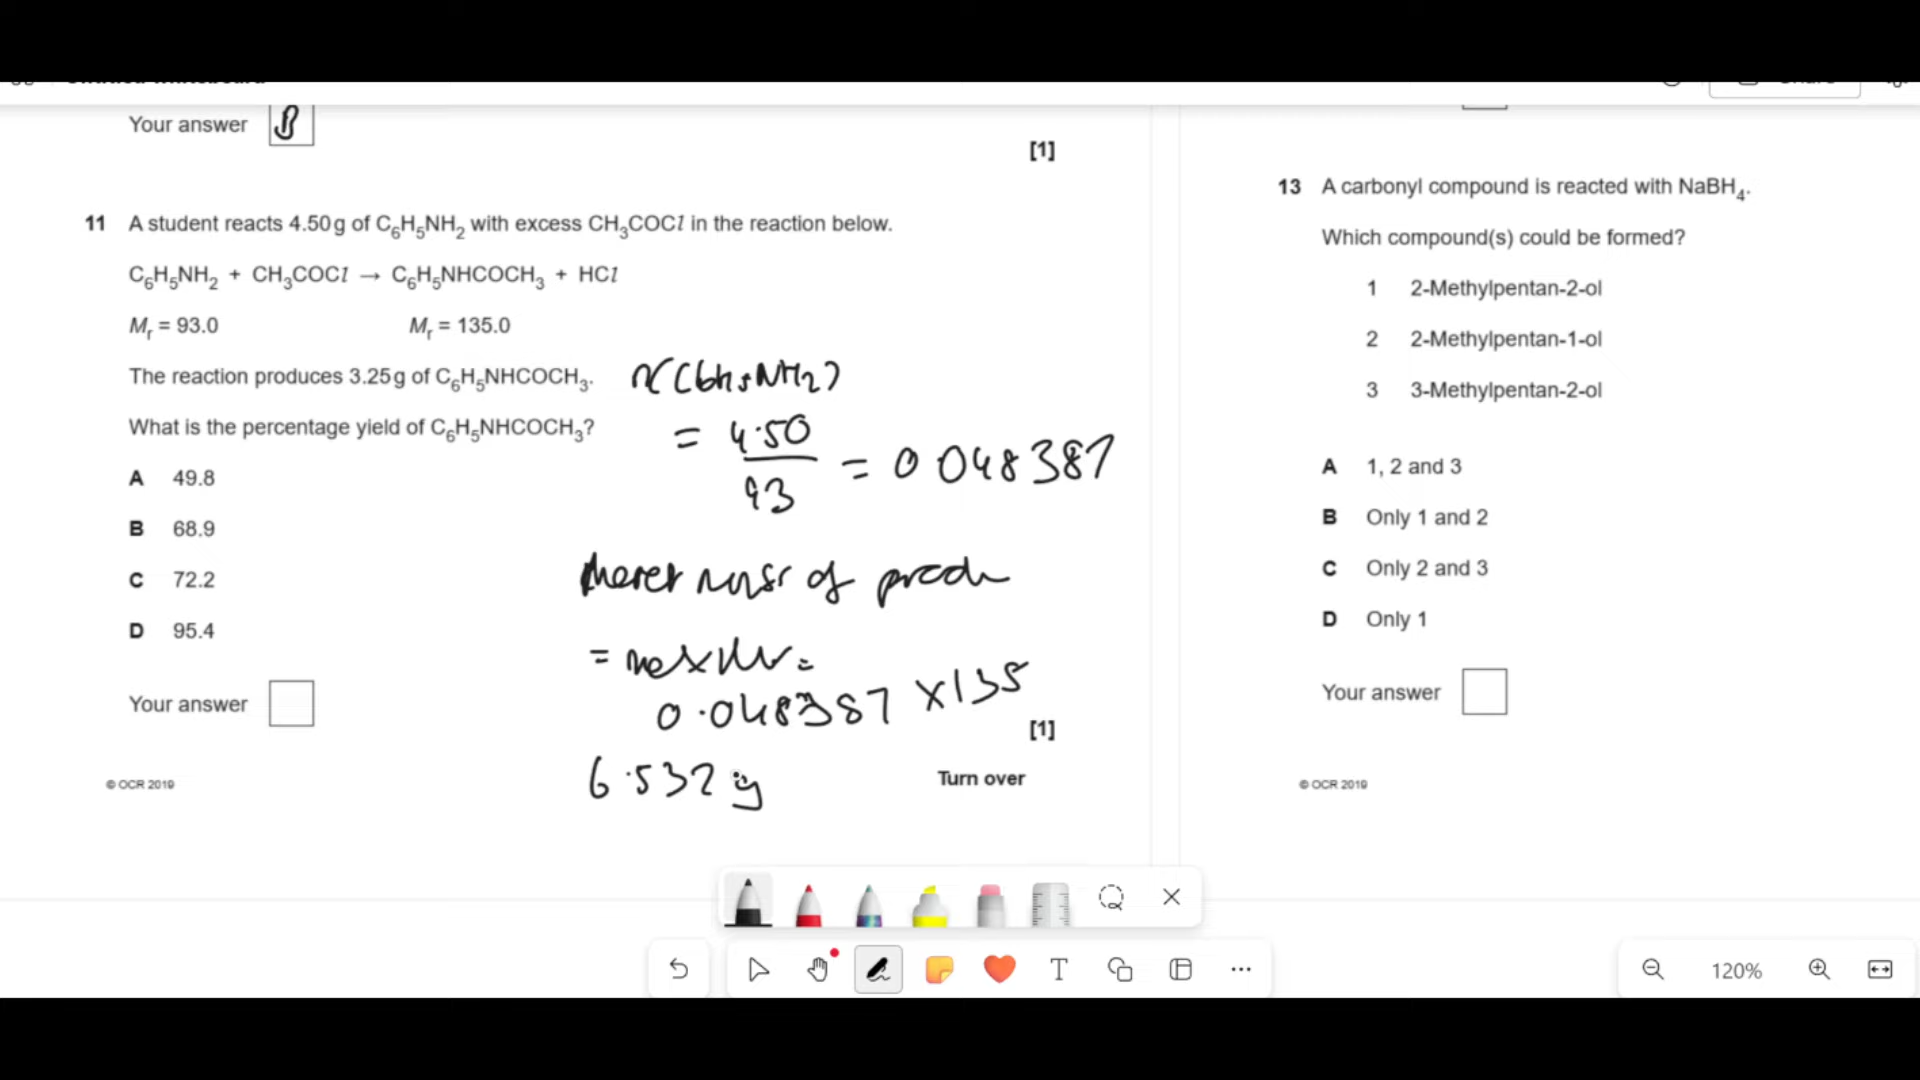 Your answer B
[1]
11 A student reacts 4.50 g of C6H5NH2 with excess CH3COCl in the reaction below.
C6H5NH2 + CH3COCl → C6H5NHCOCH3 + HCl
Mr = 93.0 Mr = 135.0
The reaction produces 3.25 g of C6H5NHCOCH3.
What is the percentage yield of C6H5NHCOCH3?
A 49.8
B 68.9
C 72.2
D 95.4
Your answer
[1]
© OCR 2019
Turn over
n(C6H5NH2)
= 4.50
93
= 0.048387
mass of
=
0.048387 x 135
6.532 g
13 A carbonyl compound is reacted with NaBH4.
Which compound(s) could be formed?
1 2-Methylpentan-2-ol
2 2-Methylpentan-1-ol
3 3-Methylpentan-2-ol
A 1, 2 and 3
B Only 1 and 2
C Only 2 and 3
D Only 1
Your answer
© OCR 2019
T
120%